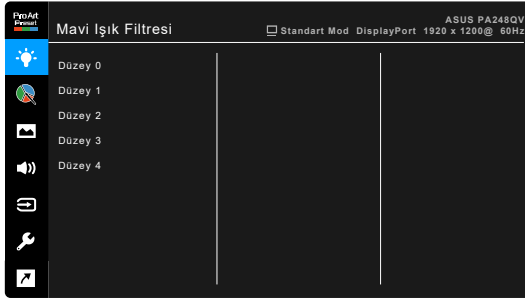 ProArt
Preset
Mavi Işık Filtresi
ASUS PA248QV
Standart Mod DisplayPort 1920 x 1200@ 60Hz
Düzey 0
Düzey 1
Düzey 2
Düzey 3
Düzey 4